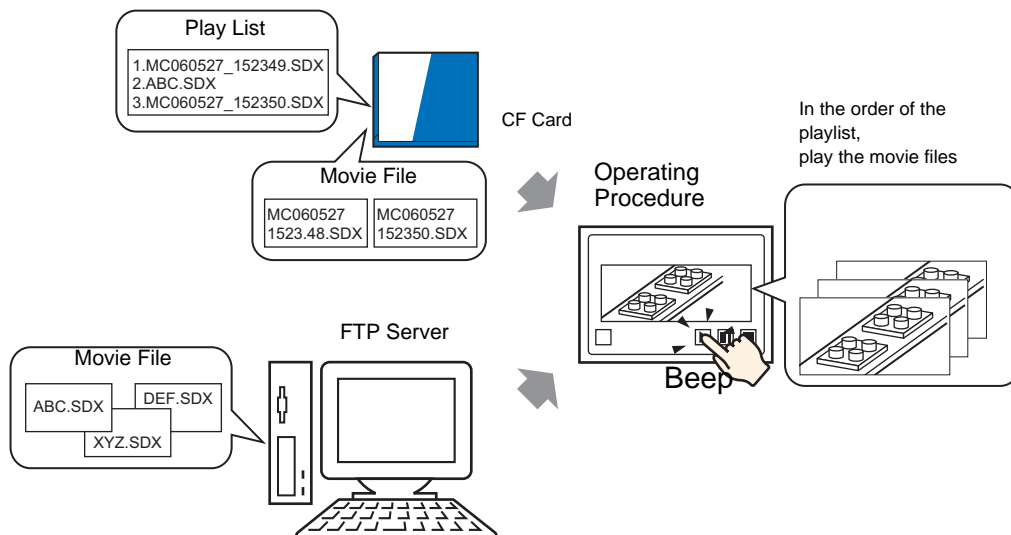 Play List
1.MC060527_152349.SDX
2.ABC.SDX
3.MC060527_152350.SDX
CF Card
Movie File
MC060527
1523.48.SDX
MC060527
152350.SDX
In the order of the
playlist,
play the movie files
Operating
Procedure
Beep
FTP Server
Movie File
ABC.SDX
DEF.SDX
XYZ.SDX